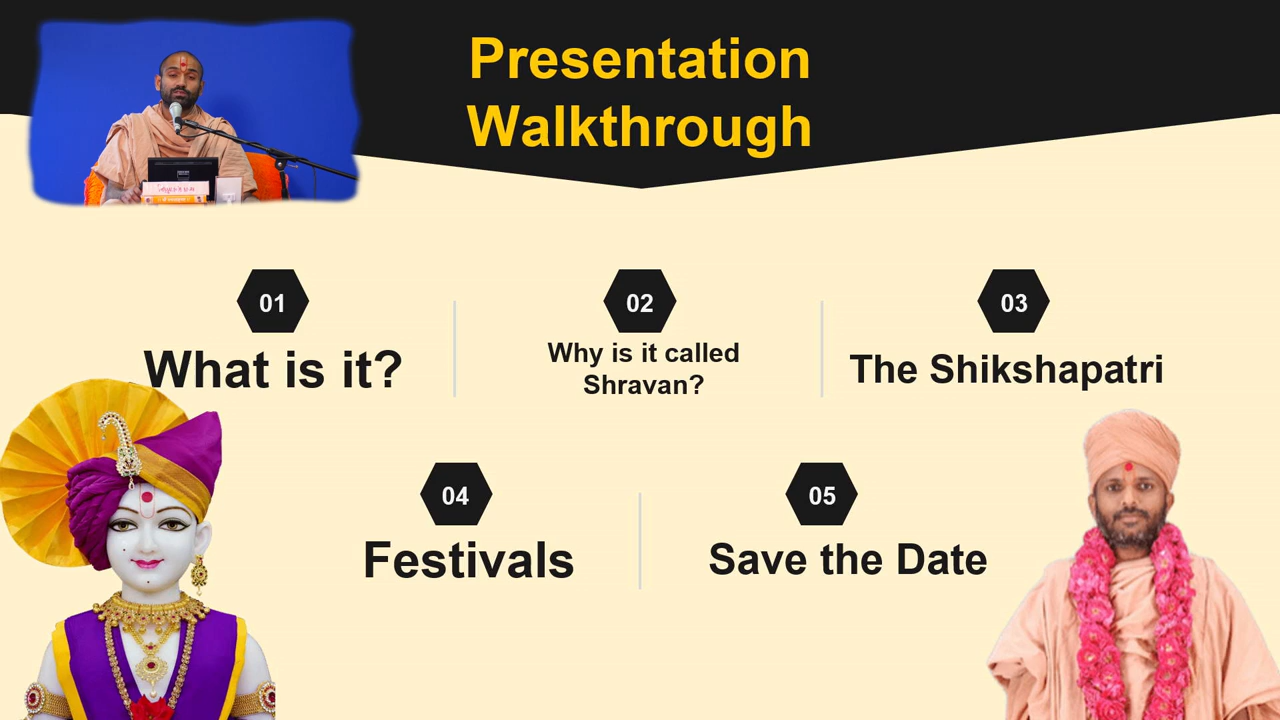 Presentation
Walkthrough
01
What is it?
02
Why is it called
Shravan?
03
The Shikshapatri
04
Festivals
05
Save the Date